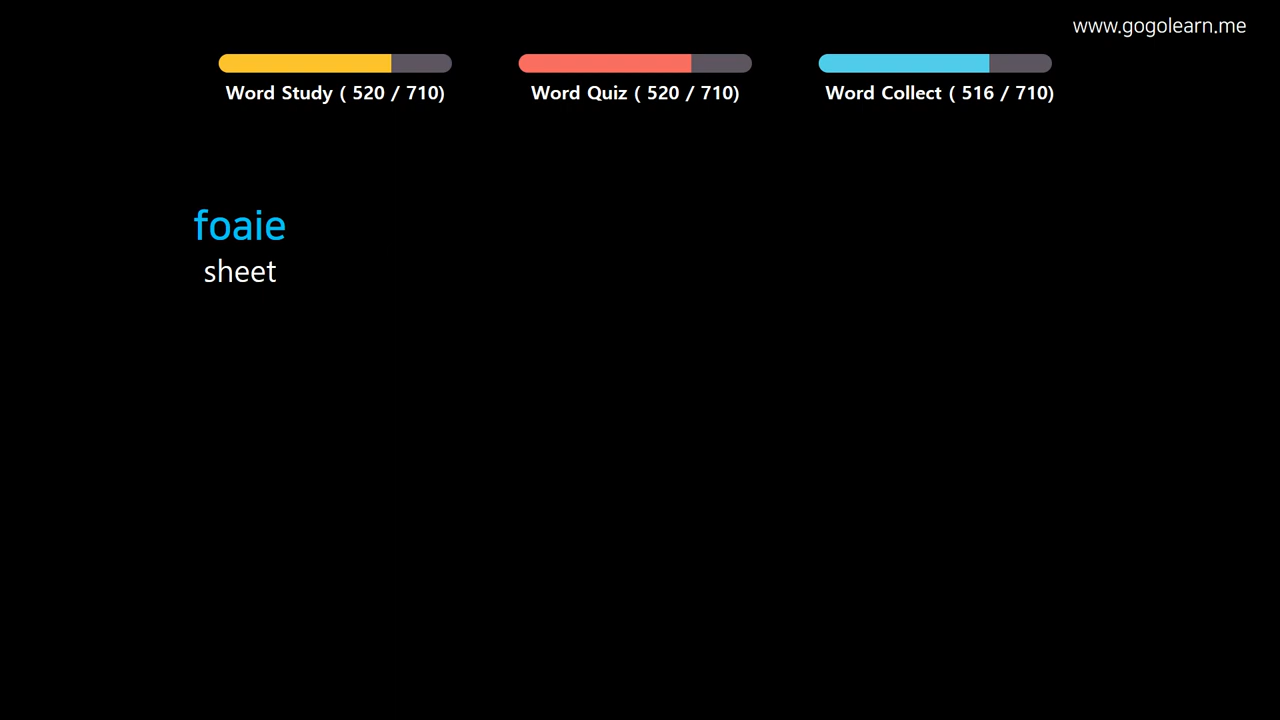 www.gogolearn.me
Word Study ( 520 / 710)
Word Quiz ( 520 / 710)
Word Collect ( 516 / 710)
foaie
sheet